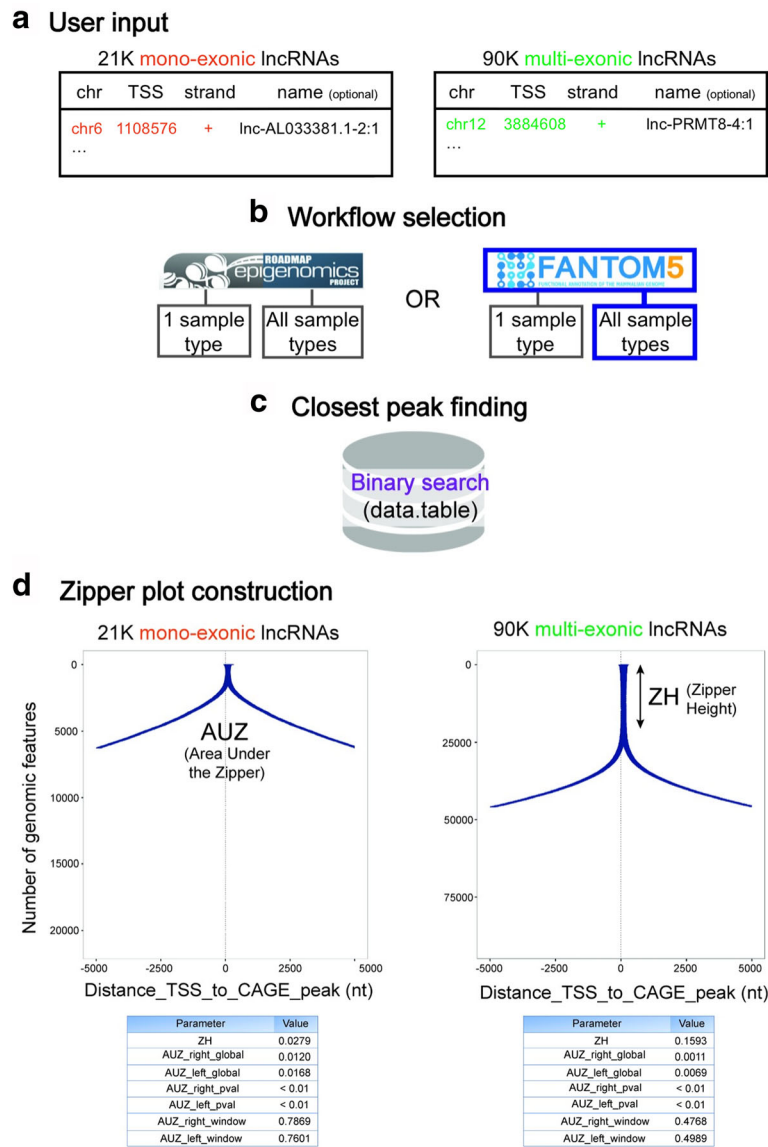 a User input
21K mono-exonic lncRNAs
chr TSS strand name (optional)
chr6 1108576 + lnc-AL033381.1-2:1
...
90K multi-exonic lncRNAs
chr TSS strand name (optional)
chr12 3884608 + lnc-PRMT8-4:1
...
b Workflow selection
ROADMAP
epigenomics
PROJECT
1 sample
type
All sample
types
OR
FANTOM5
FUNCTIONAL ANNOTATION OF THE MAMMALIAN GENOME
1 sample
type
All sample
types
c Closest peak finding
Binary search
(data.table)
d Zipper plot construction
21K mono-exonic lncRNAs
Number of genomic features
0
5000
10000
15000
20000
AUZ
(Area Under
the Zipper)
-5000 -2500 0 2500 5000
Distance_TSS_to_CAGE_peak (nt)
Parameter Value
ZH 0.0279
AUZ_right_global 0.0120
AUZ_left_global 0.0168
AUZ_right_pval < 0.01
AUZ_left_pval < 0.01
AUZ_right_window 0.7869
AUZ_left_window 0.7601
90K multi-exonic lncRNAs
0
25000
50000
75000
ZH (Zipper
Height)
-5000 -2500 0 2500 5000
Distance_TSS_to_CAGE_peak (nt)
Parameter Value
ZH 0.1593
AUZ_right_global 0.0011
AUZ_left_global 0.0069
AUZ_right_pval < 0.01
AUZ_left_pval < 0.01
AUZ_right_window 0.4768
AUZ_left_window 0.4989